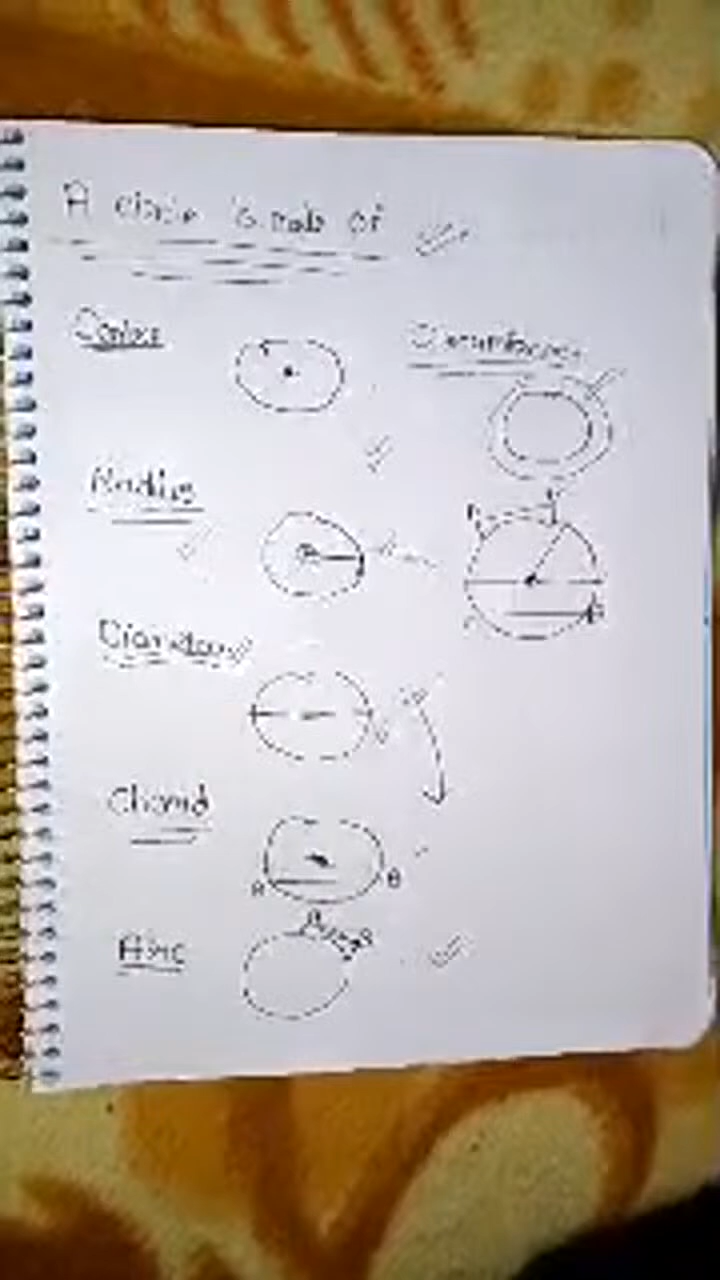 A circle is made of
Centre
Circumference
Radius
Diameter
Chord
A B
Arc
A B